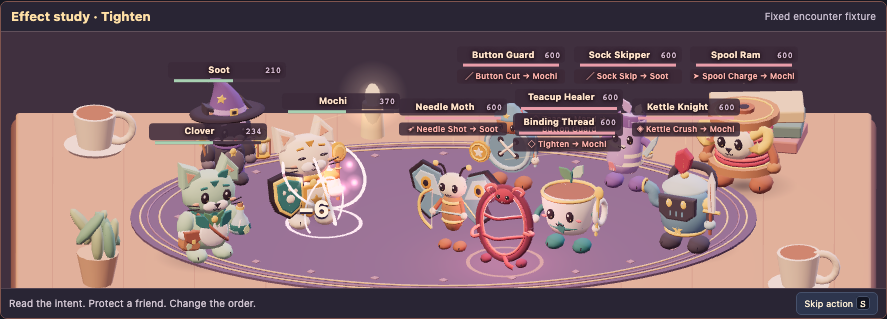 Effect study · Tighten
Fixed encounter fixture
Button Guard 600
Button Cut → Mochi
Sock Skipper 600
Sock Skip → Soot
Spool Ram 600
Spool Charge → Mochi
Soot 210
Mochi 370
Needle Moth 600
Needle Shot → Soot
Teacup Healer 600
Kettle Knight 600
Kettle Crush → Mochi
Binding Thread 600
Tighten → Mochi
Clover 234
6
Read the intent. Protect a friend. Change the order.
Skip action S